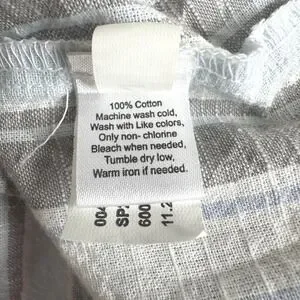 100% Cotton
Machine wash cold,
Wash with Like colors,
Only non- chlorine
Bleach when needed,
Tumble dry low,
Warm iron if needed.